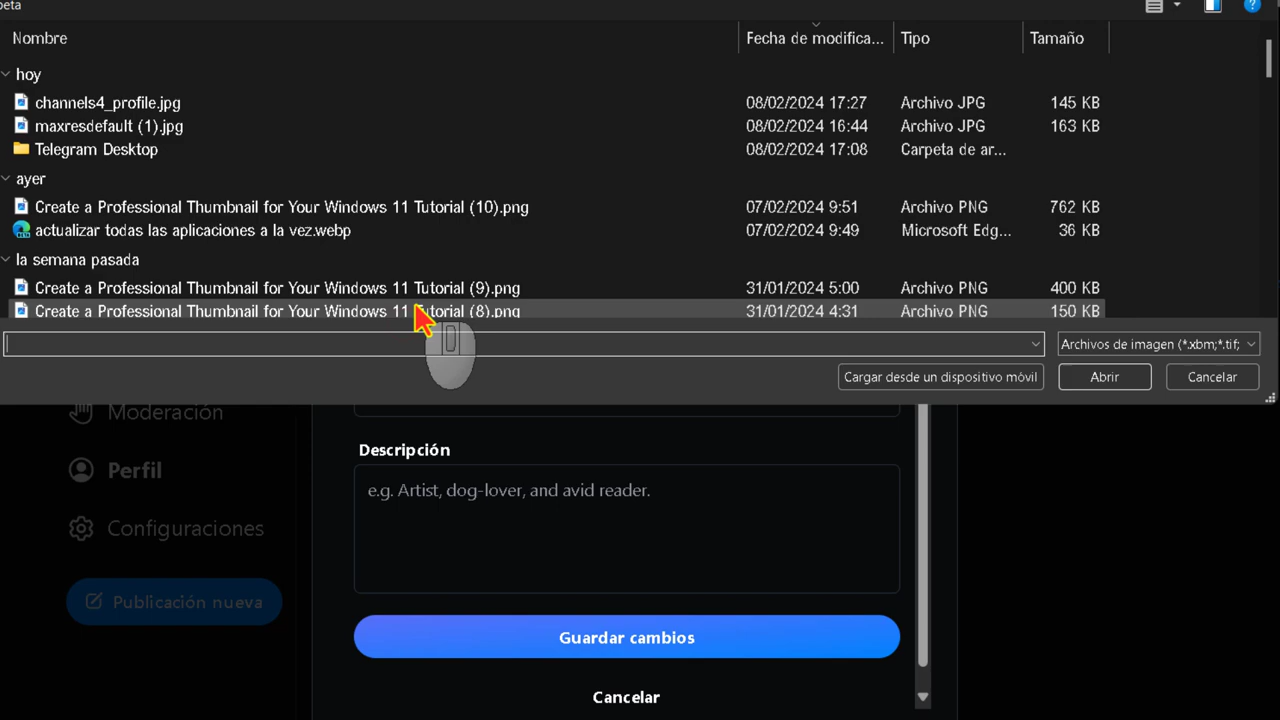 peta
Nombre Fecha de modifica... Tipo Tamaño
hoy
channels4_profile.jpg 08/02/2024 17:27 Archivo JPG 145 KB
maxresdefault (1).jpg 08/02/2024 16:44 Archivo JPG 163 KB
Telegram Desktop 08/02/2024 17:08 Carpeta de ar...
ayer
Create a Professional Thumbnail for Your Windows 11 Tutorial (10).png 07/02/2024 9:51 Archivo PNG 762 KB
actualizar todas las aplicaciones a la vez.webp 07/02/2024 9:49 Microsoft Edg... 36 KB
la semana pasada
Create a Professional Thumbnail for Your Windows 11 Tutorial (9).png 31/01/2024 5:00 Archivo PNG 400 KB
Create a Professional Thumbnail for Your Windows 11 Tutorial (8).png 31/01/2024 4:31 Archivo PNG 150 KB
Archivos de imagen (*.xbm;*.tif;
Cargar desde un dispositivo móvil Abrir Cancelar
Moderación
Perfil
Configuraciones
Publicación nueva
Descripción
e.g. Artist, dog-lover, and avid reader.
Guardar cambios
Cancelar